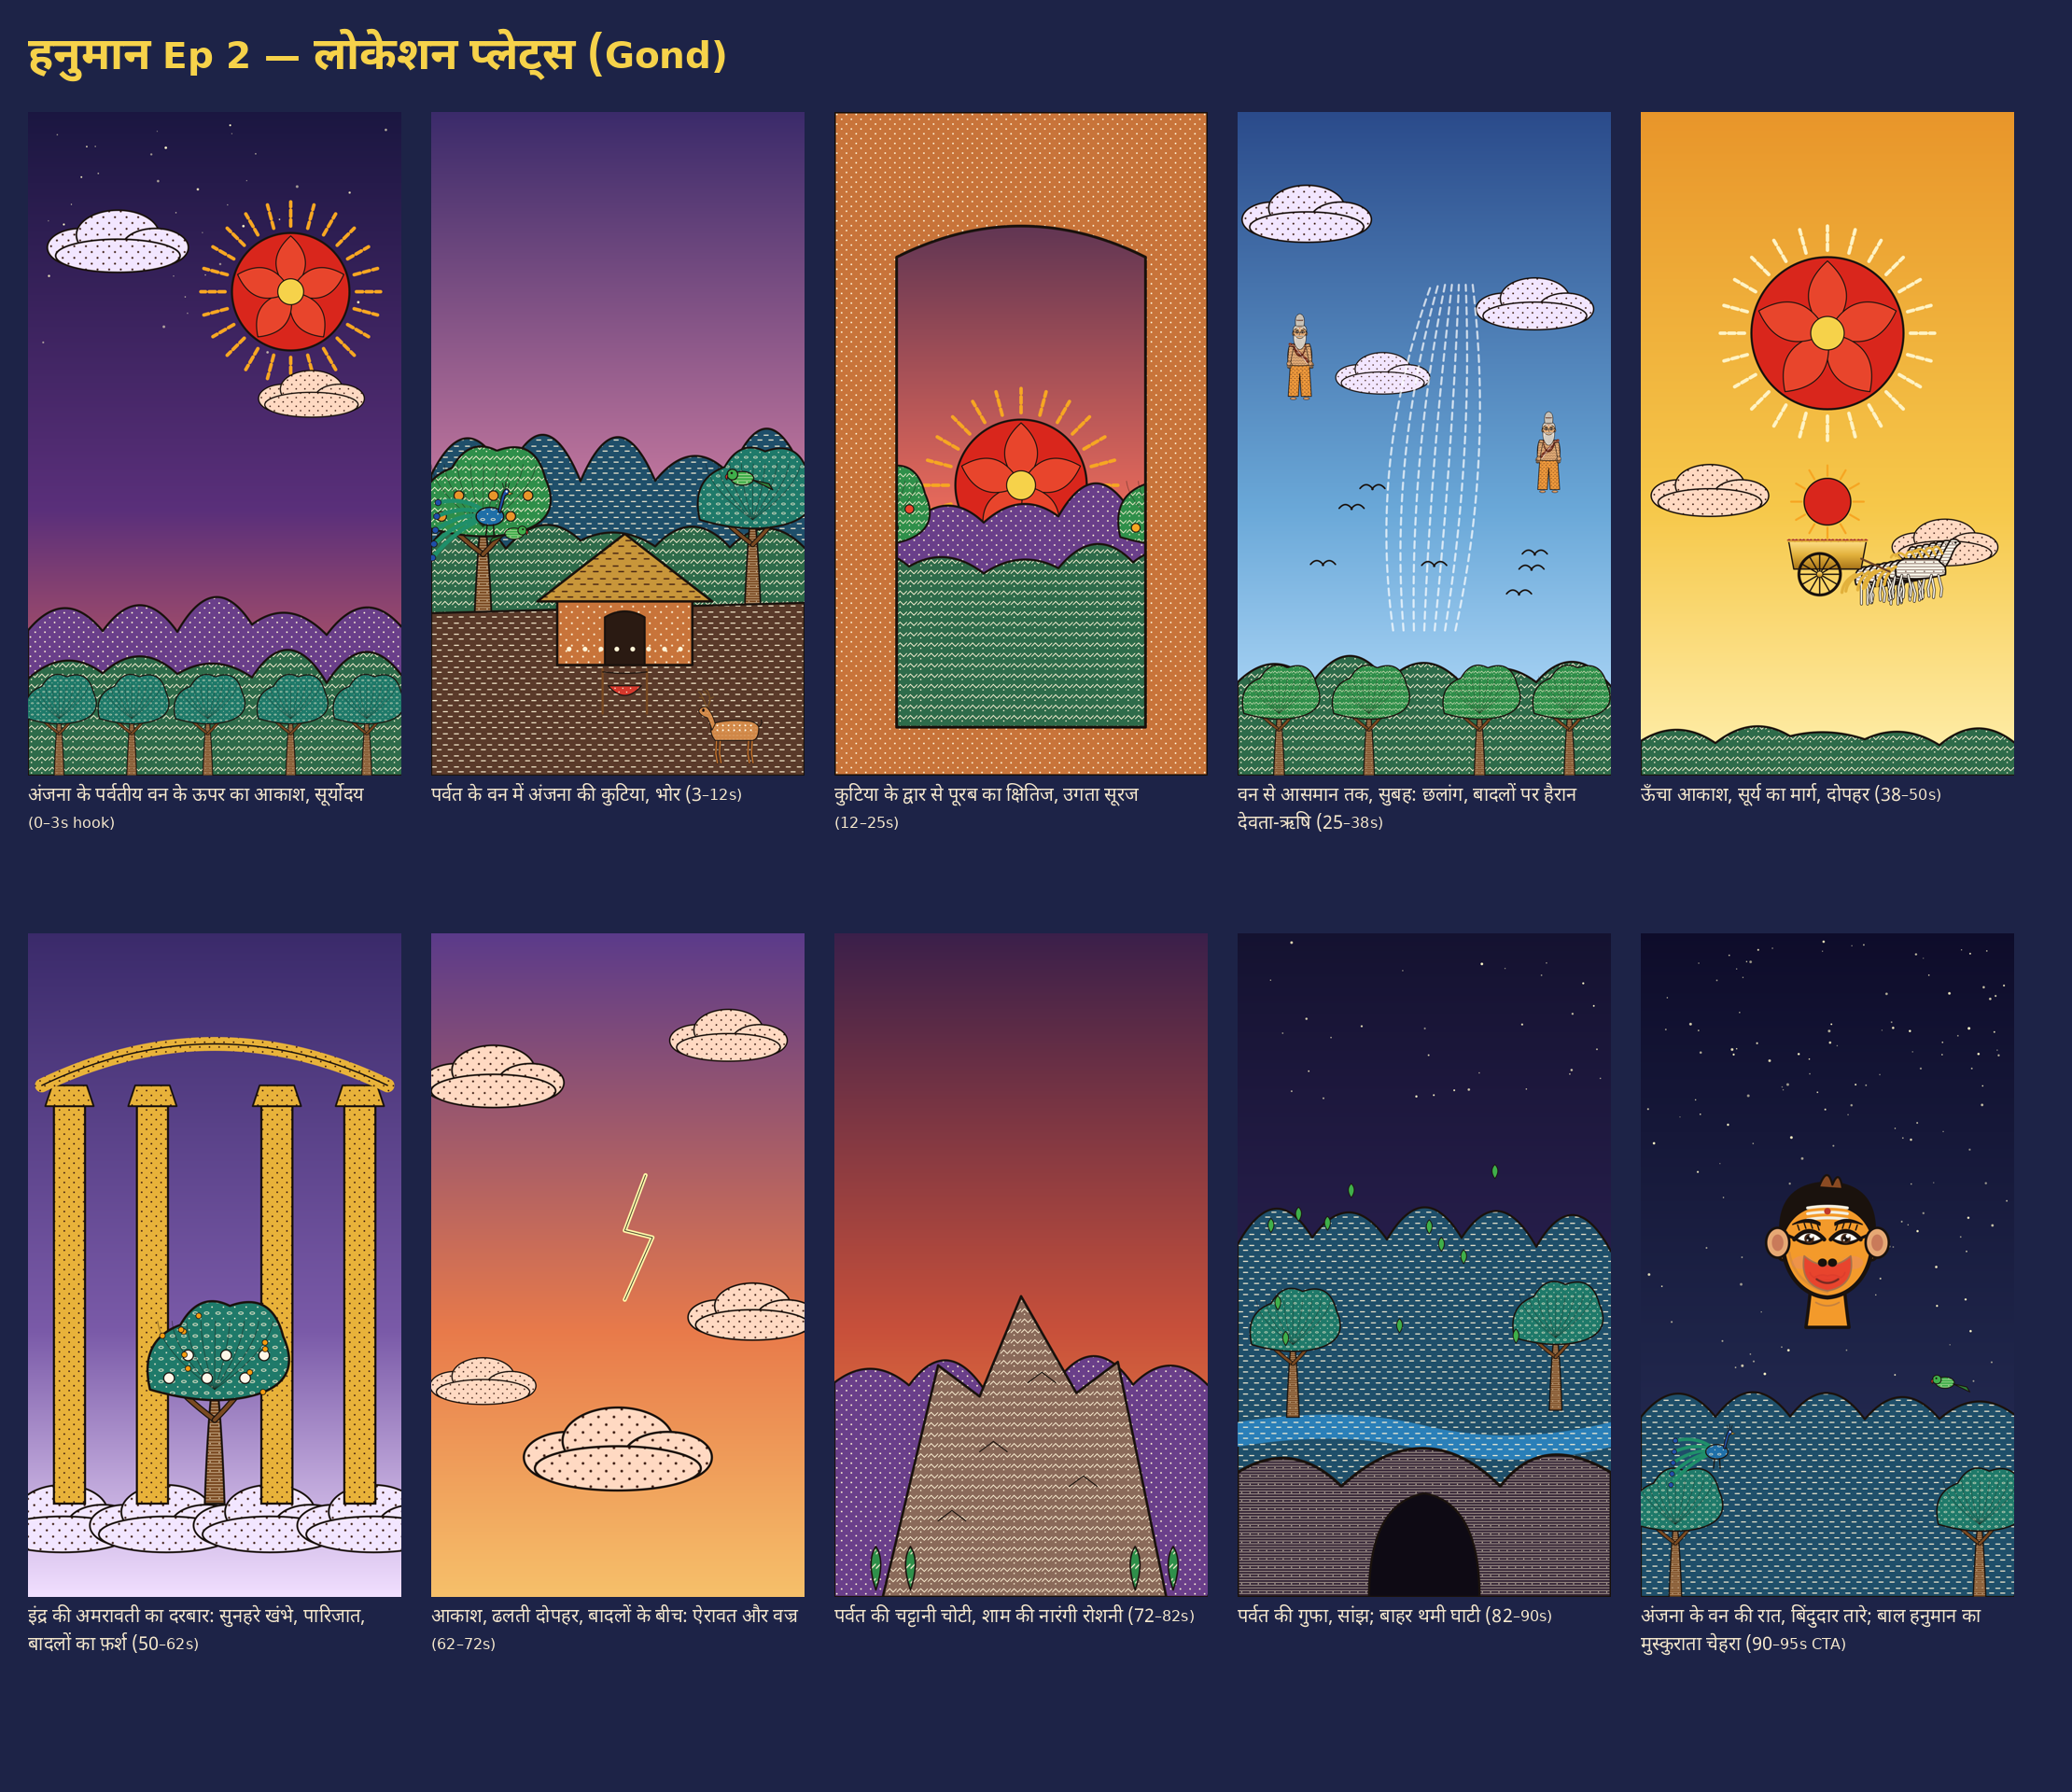 हनुमान Ep 2 — लोकेशन प्लेट्स (Gond)
अंजना के पर्वतीय वन के ऊपर का आकाश, सूर्योदय
(0–3s hook)
पर्वत के वन में अंजना की कुटिया, भोर (3–12s)
कुटिया के द्वार से पूरब का क्षितिज, उगता सूरज
(12–25s)
वन से आसमान तक, सुबह: छलांग, बादलों पर हैरान
देवता-ऋषि (25–38s)
ऊँचा आकाश, सूर्य का मार्ग, दोपहर (38–50s)
इंद्र की अमरावती का दरबार: सुनहरे खंभे, पारिजात,
बादलों का फ़र्श (50–62s)
आकाश, ढलती दोपहर, बादलों के बीच: ऐरावत और वज्र
(62–72s)
पर्वत की चट्टानी चोटी, शाम की नारंगी रोशनी (72–82s)
पर्वत की गुफा, सांझ; बाहर थमी घाटी (82–90s)
अंजना के वन की रात, बिंदुदार तारे; बाल हनुमान का
मुस्कुराता चेहरा (90–95s CTA)